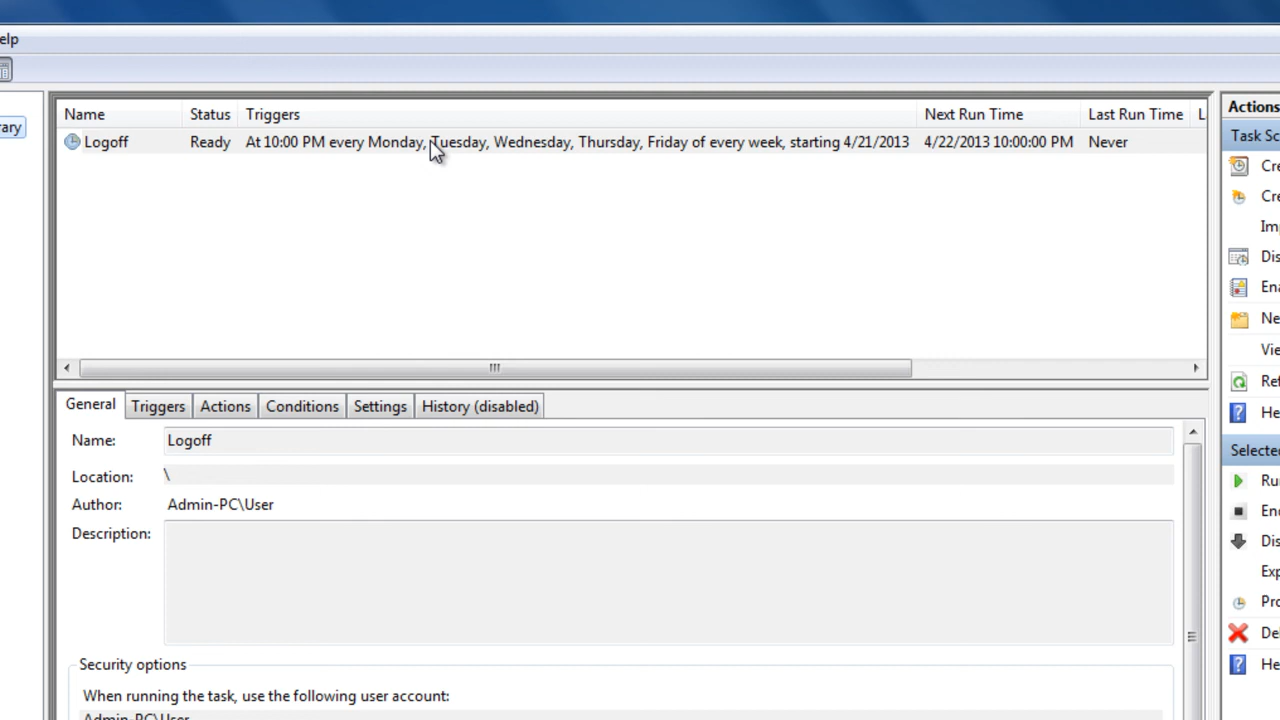 elp
Name Status Triggers Next Run Time Last Run Time L
Logoff Ready At 10:00 PM every Monday, Tuesday, Wednesday, Thursday, Friday of every week, starting 4/21/2013 4/22/2013 10:00:00 PM Never
rary
Actions
Task Sc
Cre
Cre
Imp
Dis
Ena
Ne
Vie
Ref
He
Selecte
Run
End
Dis
Exp
Pro
Del
He
General Triggers Actions Conditions Settings History (disabled)
Name: Logoff
Location: \
Author: Admin-PC\User
Description:
Security options
When running the task, use the following user account:
Admin-PC\User